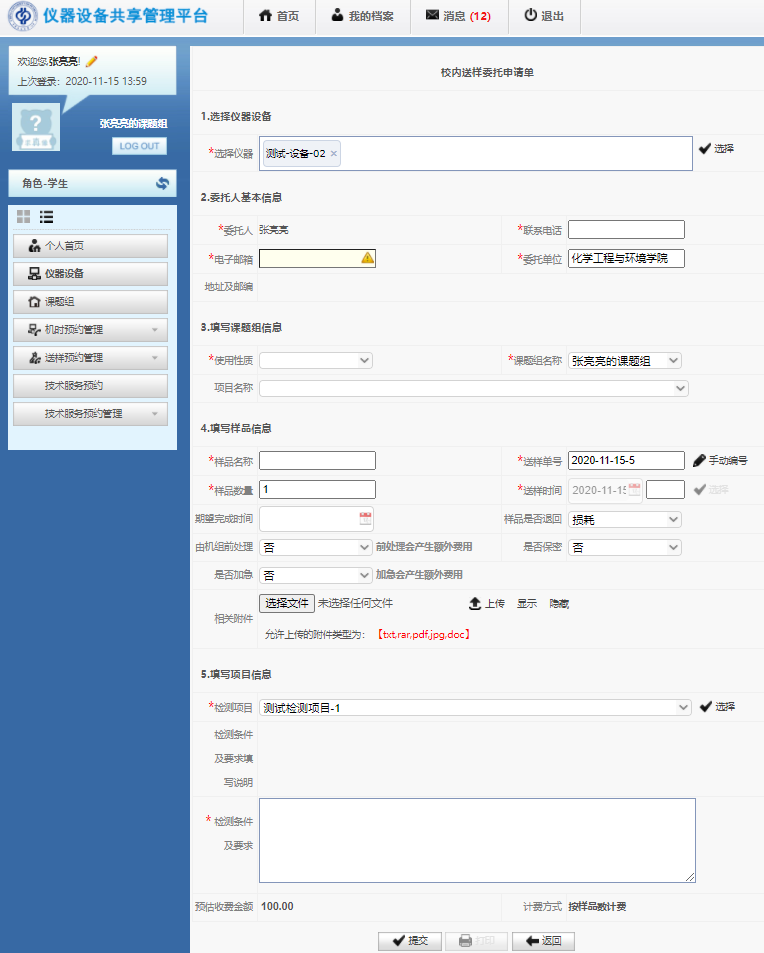 仪器设备共享管理平台 首页 我的档案 消息 (12) 退出
欢迎您,张亮亮!
上次登录: 2020-11-15 13:59
张亮亮的课题组
LOG OUT
角色-学生
个人首页
仪器设备
课题组
机时预约管理
送样预约管理
技术服务预约
技术服务预约管理
校内送样委托申请单
1.选择仪器设备
*选择仪器 测试-设备-02 × 选择
2.委托人基本信息
*委托人 张亮亮 *联系电话
*电子邮箱 *委托单位 化学工程与环境学院
地址及邮编
3.填写课题组信息
*使用性质 *课题组名称 张亮亮的课题组
项目名称
4.填写样品信息
*样品名称 *送样单号 2020-11-15-5 手动编号
*样品数量 1 *送样时间 2020-11-15 选择
期望完成时间 样品是否退回 损耗
由机组前处理 否 前处理会产生额外费用 是否保密 否
是否加急 否 加急会产生额外费用
相关附件 选择文件 未选择任何文件 上传 显示 隐藏
允许上传的附件类型为: 【txt,rar,pdf,jpg,doc】
5.填写项目信息
*检测项目 测试检测项目-1 选择
检测条件
及要求填
写说明
* 检测条件
及要求
预估收费金额 100.00 计费方式 按样品数计费
提交 打印 返回